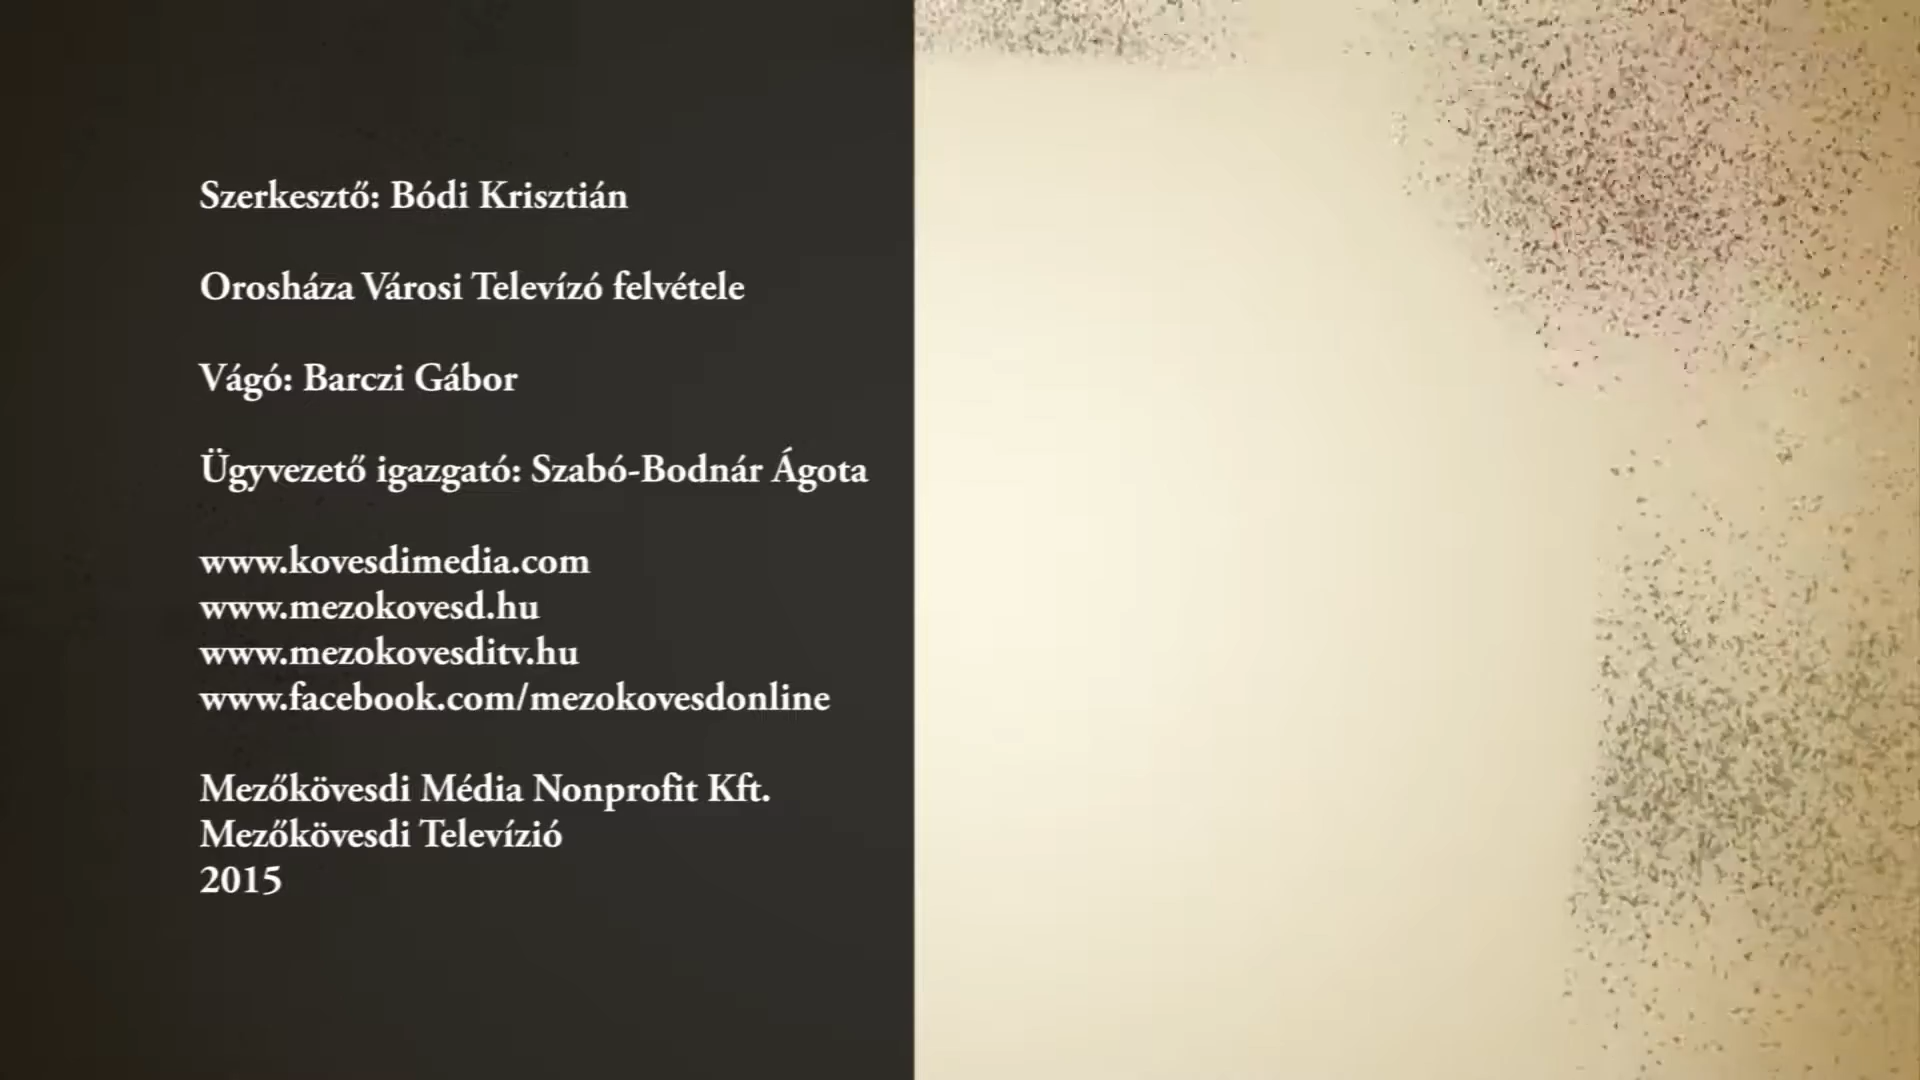 Szerkesztő: Bódi Krisztián
Orosháza Városi Televízó felvétele
Vágó: Barczi Gábor
Ügyvezető igazgató: Szabó-Bodnár Ágota
www.kovesdimedia.com
www.mezokovesd.hu
www.mezokovesditv.hu
www.facebook.com/mezokovesdonline
Mezőkövesdi Média Nonprofit Kft.
Mezőkövesdi Televízió
2015